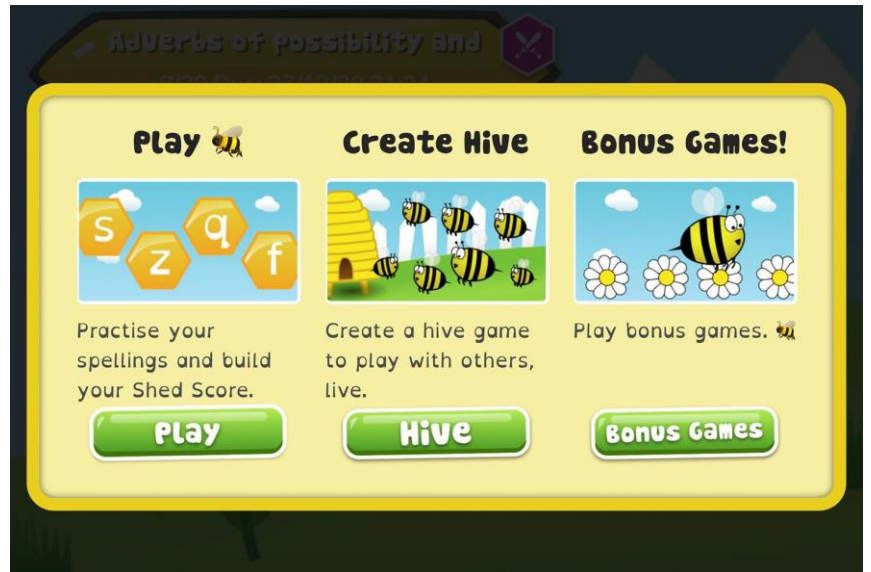 Adverbs of possibility and
Play
Create Hive
Bonus Games!
s
z
q
f
Practise your
spellings and build
your Shed Score.
Create a hive game
to play with others,
live.
Play bonus games.
Play
Hive
Bonus Games